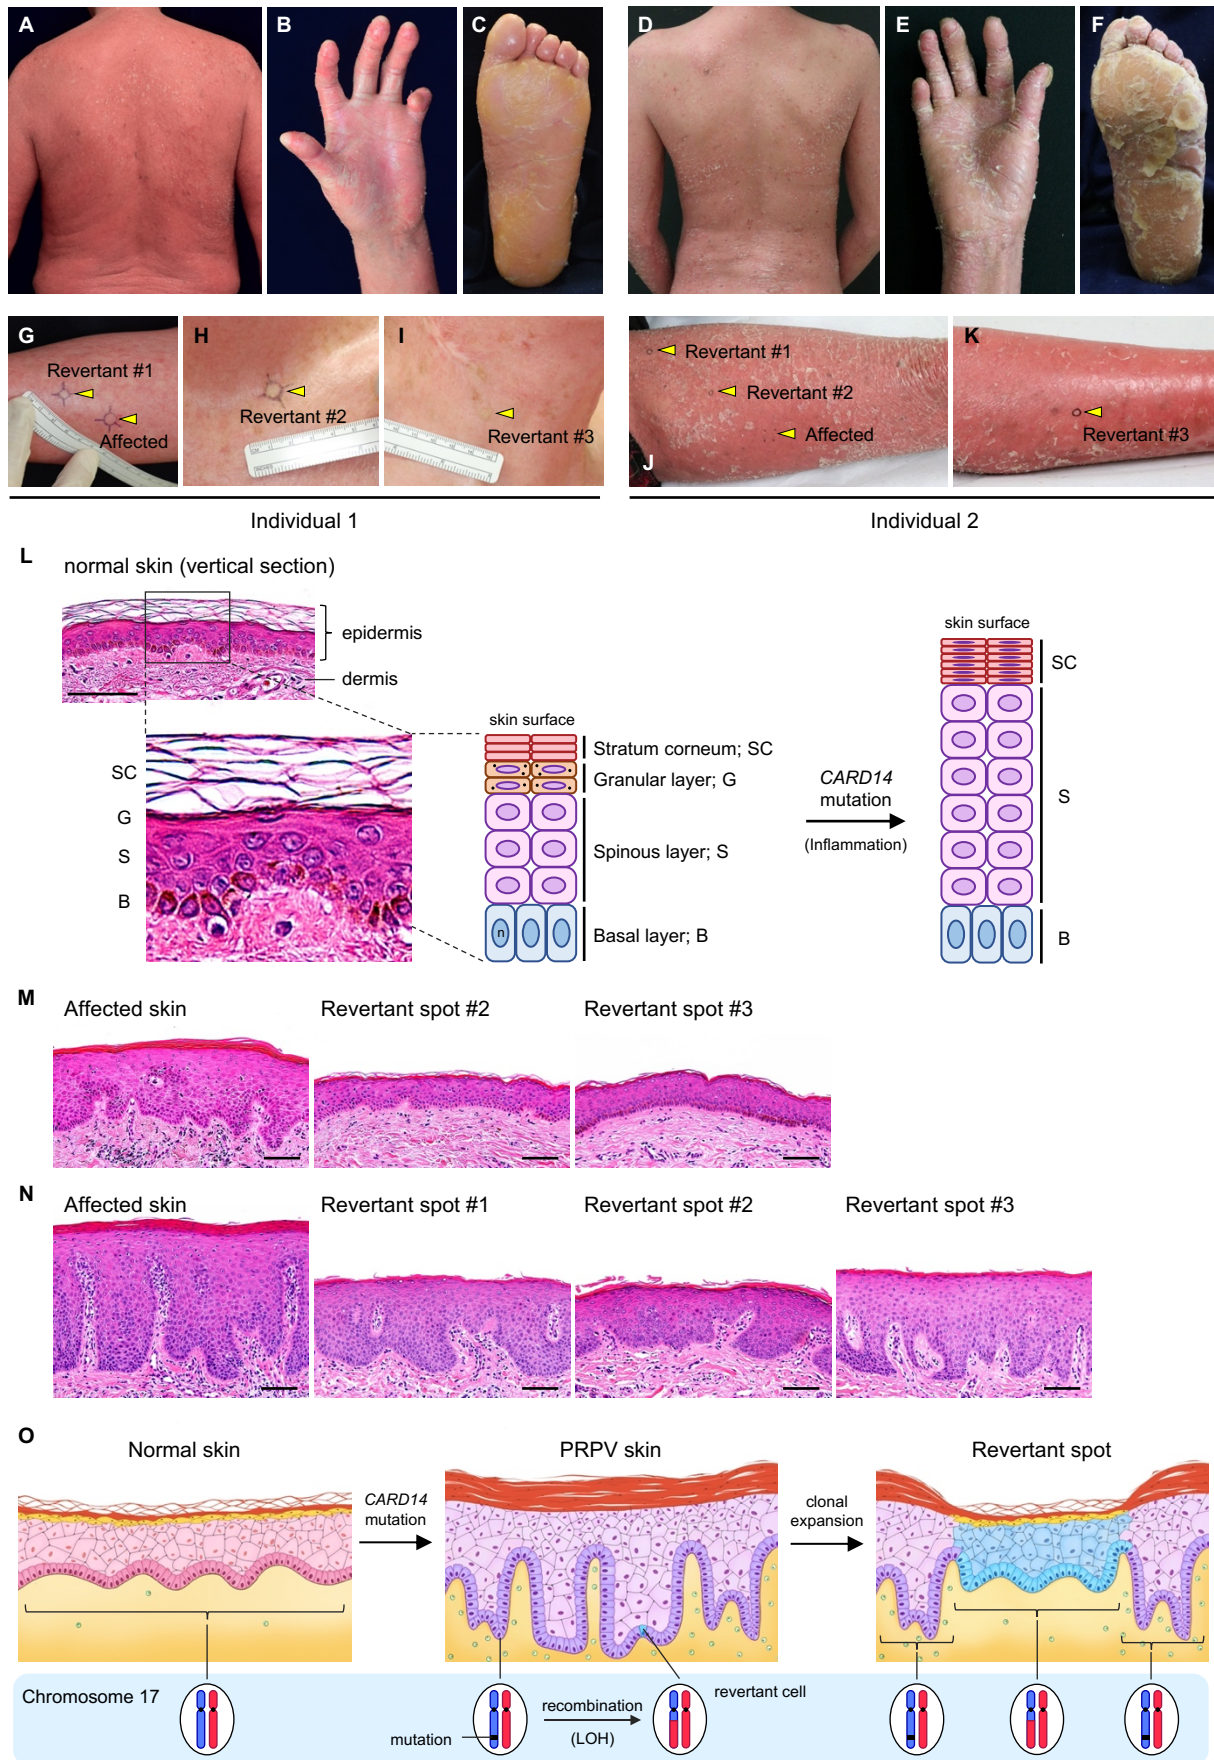 A
B
C
D
E
F
G
Revertant #1
Affected
H
Revertant #2
I
Revertant #3
J
Revertant #1
Revertant #2
Affected
K
Revertant #3
Individual 1
Individual 2
L
normal skin (vertical section)
epidermis
dermis
SC
G
S
B
skin surface
Stratum corneum; SC
Granular layer; G
Spinous layer; S
n
Basal layer; B
CARD14
mutation
(Inflammation)
skin surface
SC
S
B
M
Affected skin
Revertant spot #2
Revertant spot #3
N
Affected skin
Revertant spot #1
Revertant spot #2
Revertant spot #3
O
Normal skin
CARD14
mutation
PRPV skin
clonal
expansion
Revertant spot
Chromosome 17
mutation
recombination
(LOH)
revertant cell